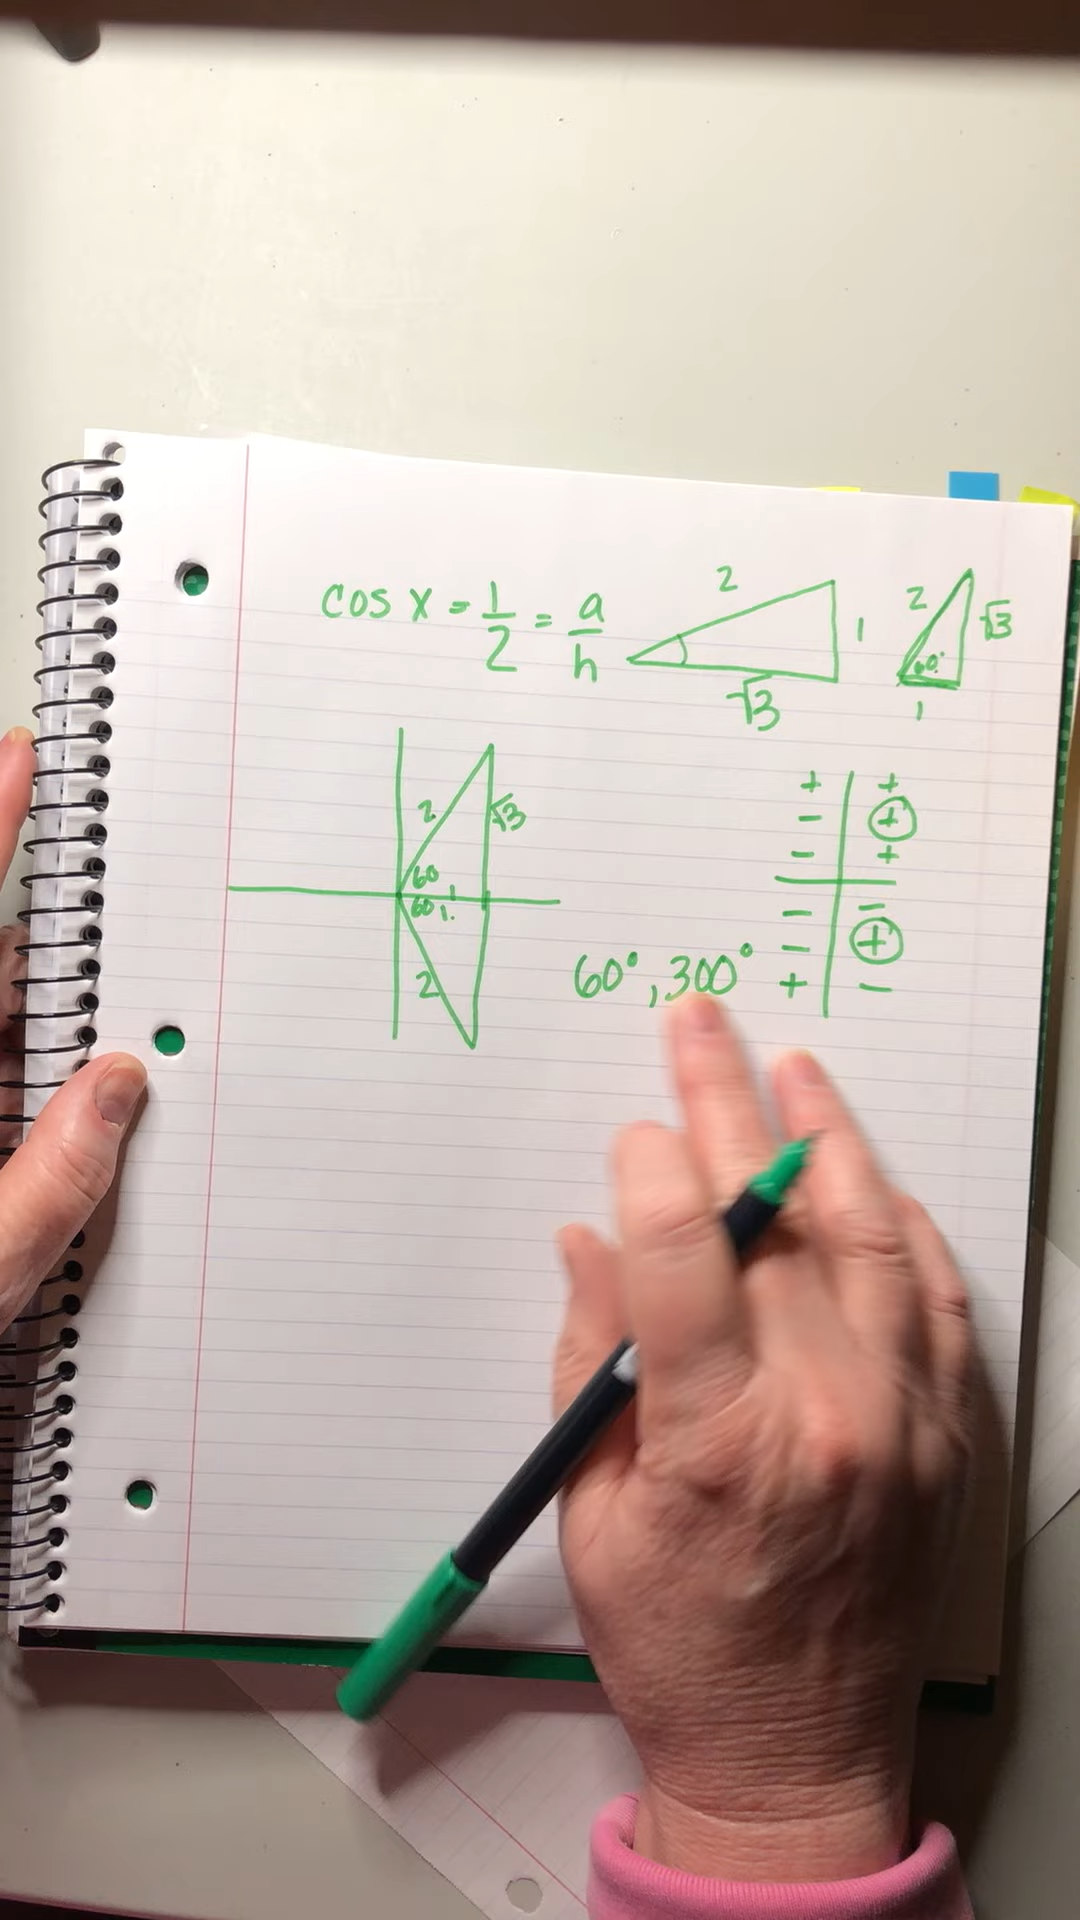 cos x = 1/2 = a/h
2
1
√3
2
√3
60°
1
2
√3
60
1
60
1
2
+ | +
- | +
- | +
- | -
- | +
+ | -
60°, 300°